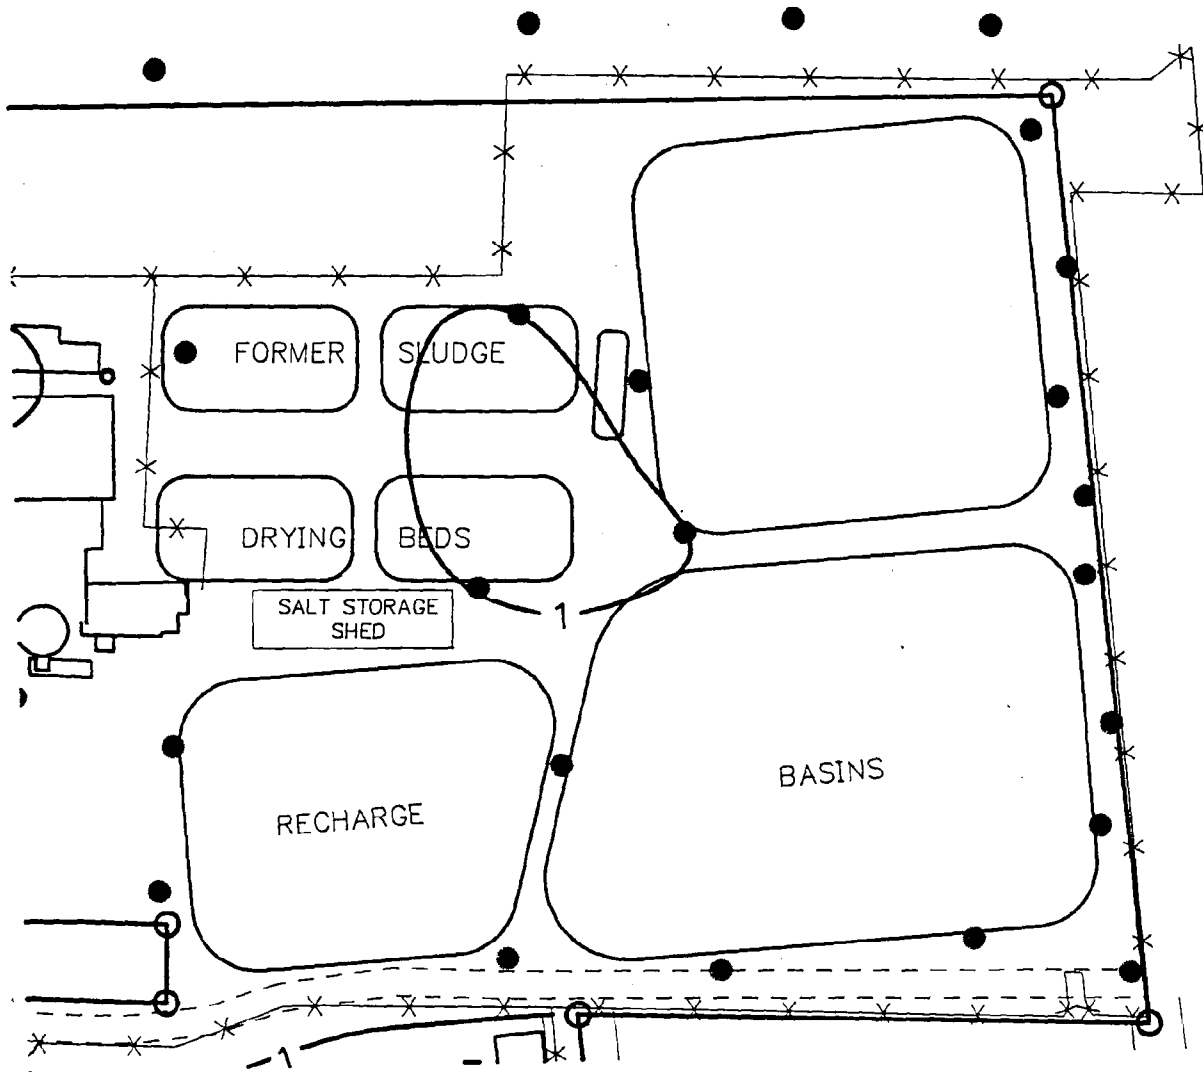 FORMER SLUDGE
DRYING BEDS
SALT STORAGE
SHED
1
BASINS
RECHARGE
1